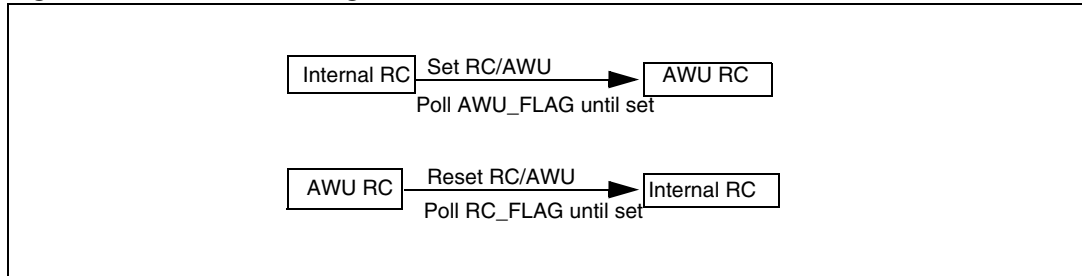 Internal RC
Set RC/AWU
AWU RC
Poll AWU_FLAG until set
AWU RC
Reset RC/AWU
Internal RC
Poll RC_FLAG until set